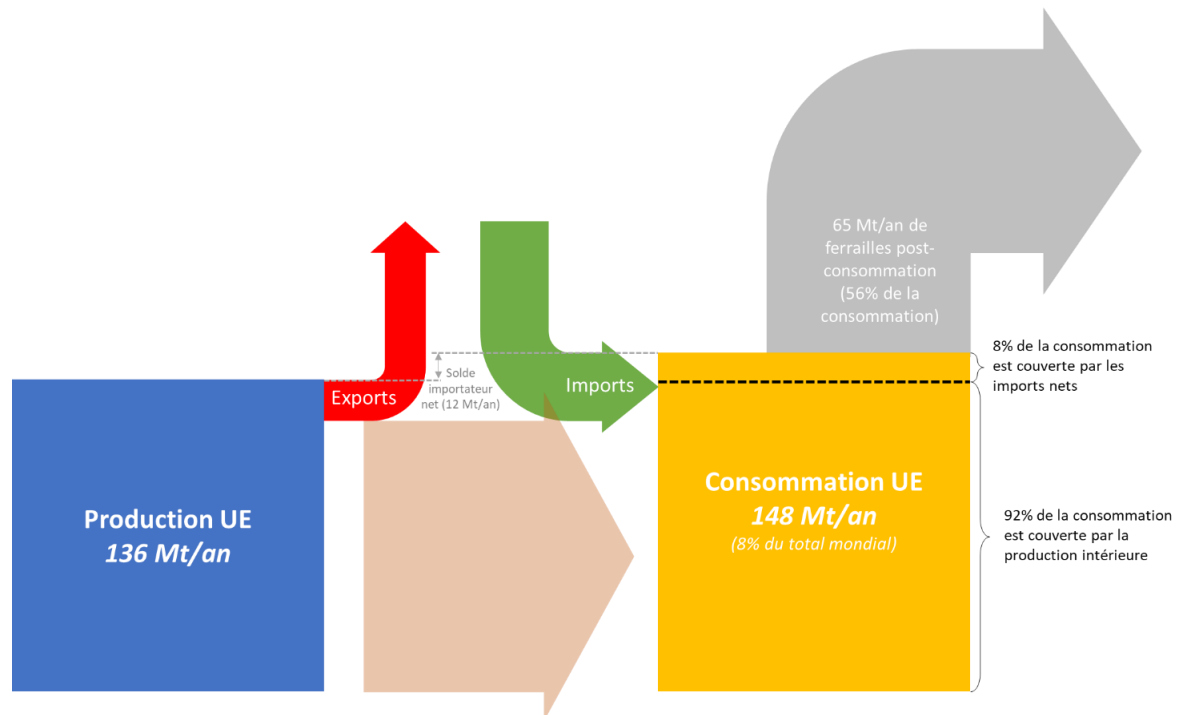 65 Mt/an de
ferrailles post-
consommation
(56% de la
consommation)
8% de la consommation
est couverte par les
imports nets
Solde
importateur
net (12 Mt/an)
Exports
Imports
Production UE
136 Mt/an
Consommation UE
148 Mt/an
(8% du total mondial)
92% de la consommation
est couverte par la
production intérieure